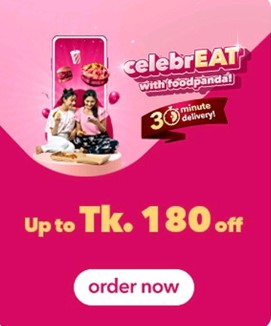 celebrEAT
with foodpanda!
30 minute
delivery!
Up to Tk. 180 off
order now